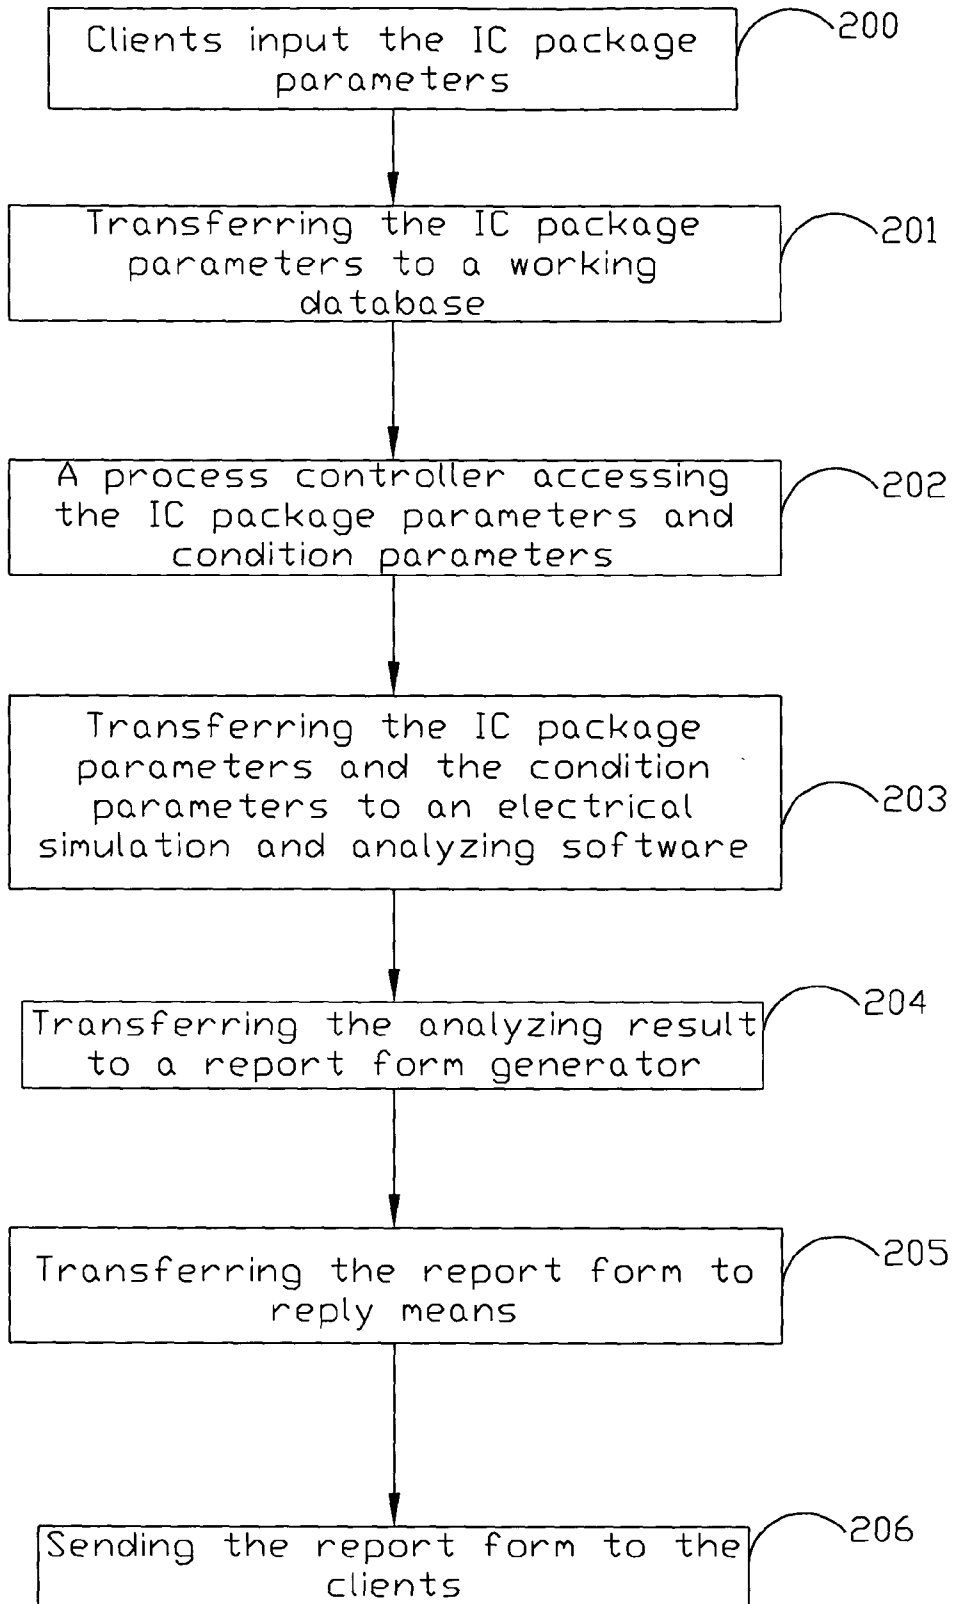 Clients input the IC package
parameters
200
Transferring the IC package
parameters to a working
database
201
A process controller accessing
the IC package parameters and
condition parameters
202
Transferring the IC package
parameters and the condition
parameters to an electrical
simulation and analyzing software
203
Transferring the analyzing result
to a report form generator
204
Transferring the report form to
reply means
205
Sending the report form to the
clients
206